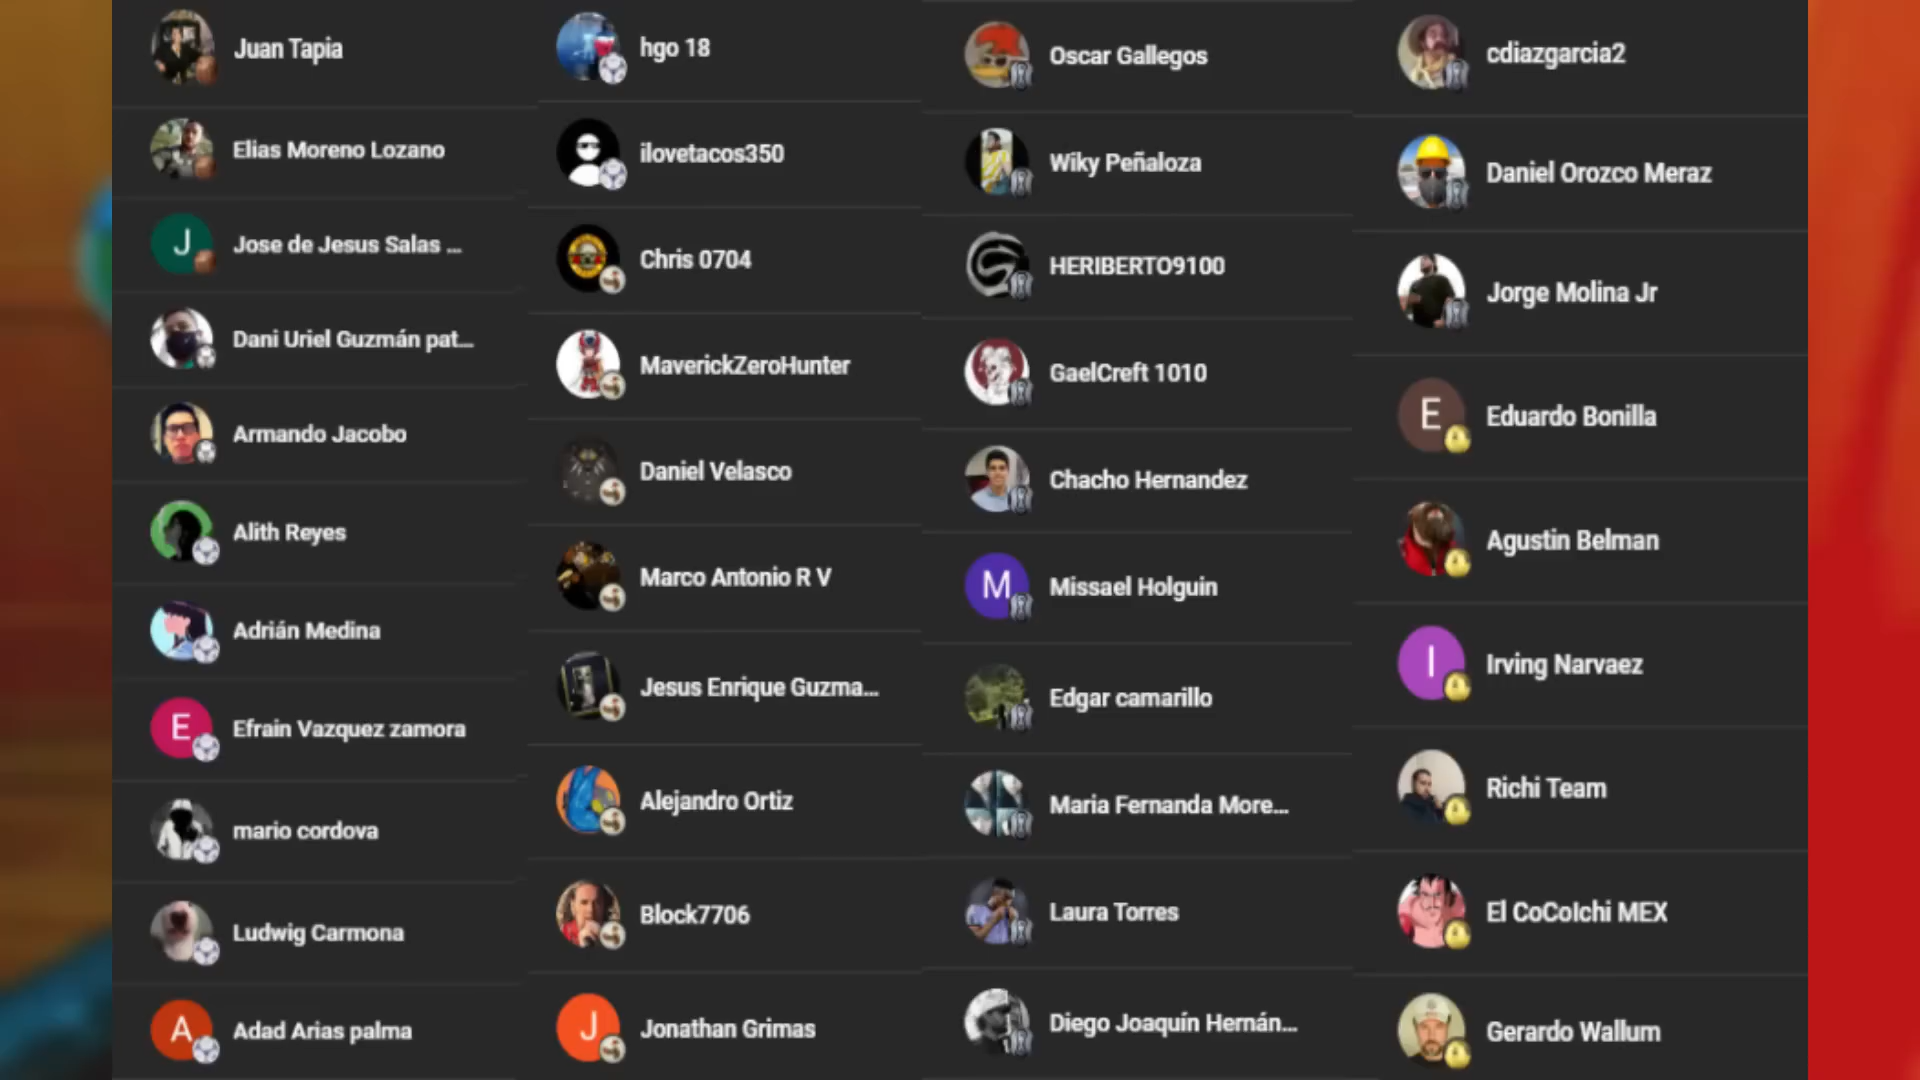 Juan Tapia
Elias Moreno Lozano
J
Jose de Jesus Salas ...
Dani Uriel Guzmán pat...
Armando Jacobo
Alith Reyes
Adrián Medina
E
Efrain Vazquez zamora
mario cordova
Ludwig Carmona
A
Adad Arias palma
hgo 18
ilovetacos350
Chris 0704
MaverickZeroHunter
Daniel Velasco
Marco Antonio R V
Jesus Enrique Guzma...
Alejandro Ortiz
Block7706
J
Jonathan Grimas
Oscar Gallegos
Wiky Peñaloza
HERIBERTO9100
GaelCreft 1010
Chacho Hernandez
M
Missael Holguin
Edgar camarillo
Maria Fernanda More...
Laura Torres
Diego Joaquín Hernán...
cdiazgarcia2
Daniel Orozco Meraz
Jorge Molina Jr
E
Eduardo Bonilla
Agustin Belman
I
Irving Narvaez
Richi Team
El CoCoIchi MEX
Gerardo Wallum